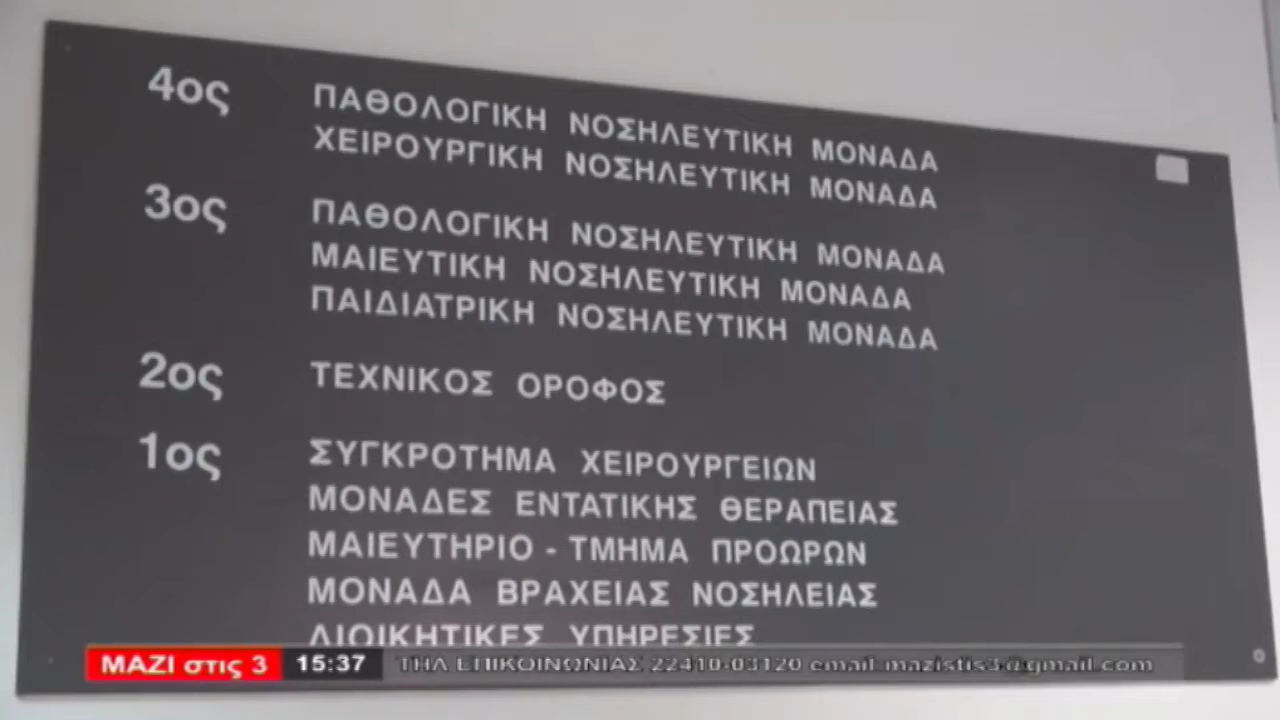 4ος ΠΑΘΟΛΟΓΙΚΗ ΝΟΣΗΛΕΥΤΙΚΗ ΜΟΝΑΔΑ
ΧΕΙΡΟΥΡΓΙΚΗ ΝΟΣΗΛΕΥΤΙΚΗ ΜΟΝΑΔΑ
3ος ΠΑΘΟΛΟΓΙΚΗ ΝΟΣΗΛΕΥΤΙΚΗ ΜΟΝΑΔΑ
ΜΑΙΕΥΤΙΚΗ ΝΟΣΗΛΕΥΤΙΚΗ ΜΟΝΑΔΑ
ΠΑΙΔΙΑΤΡΙΚΗ ΝΟΣΗΛΕΥΤΙΚΗ ΜΟΝΑΔΑ
2ος ΤΕΧΝΙΚΟΣ ΟΡΟΦΟΣ
1ος ΣΥΓΚΡΟΤΗΜΑ ΧΕΙΡΟΥΡΓΕΙΩΝ
ΜΟΝΑΔΕΣ ΕΝΤΑΤΙΚΗΣ ΘΕΡΑΠΕΙΑΣ
ΜΑΙΕΥΤΗΡΙΟ - ΤΜΗΜΑ ΠΡΟΩΡΩΝ
ΜΟΝΑΔΑ ΒΡΑΧΕΙΑΣ ΝΟΣΗΛΕΙΑΣ
ΔΙΟΙΚΗΤΙΚΕΣ ΥΠΗΡΕΣΙΕΣ
ΜΑΖΙ στις 3 15:37 ΤΗΛ ΕΠΙΚΟΙΝΩΝΙΑΣ 22410-03120 email mazistis3@gmail.com